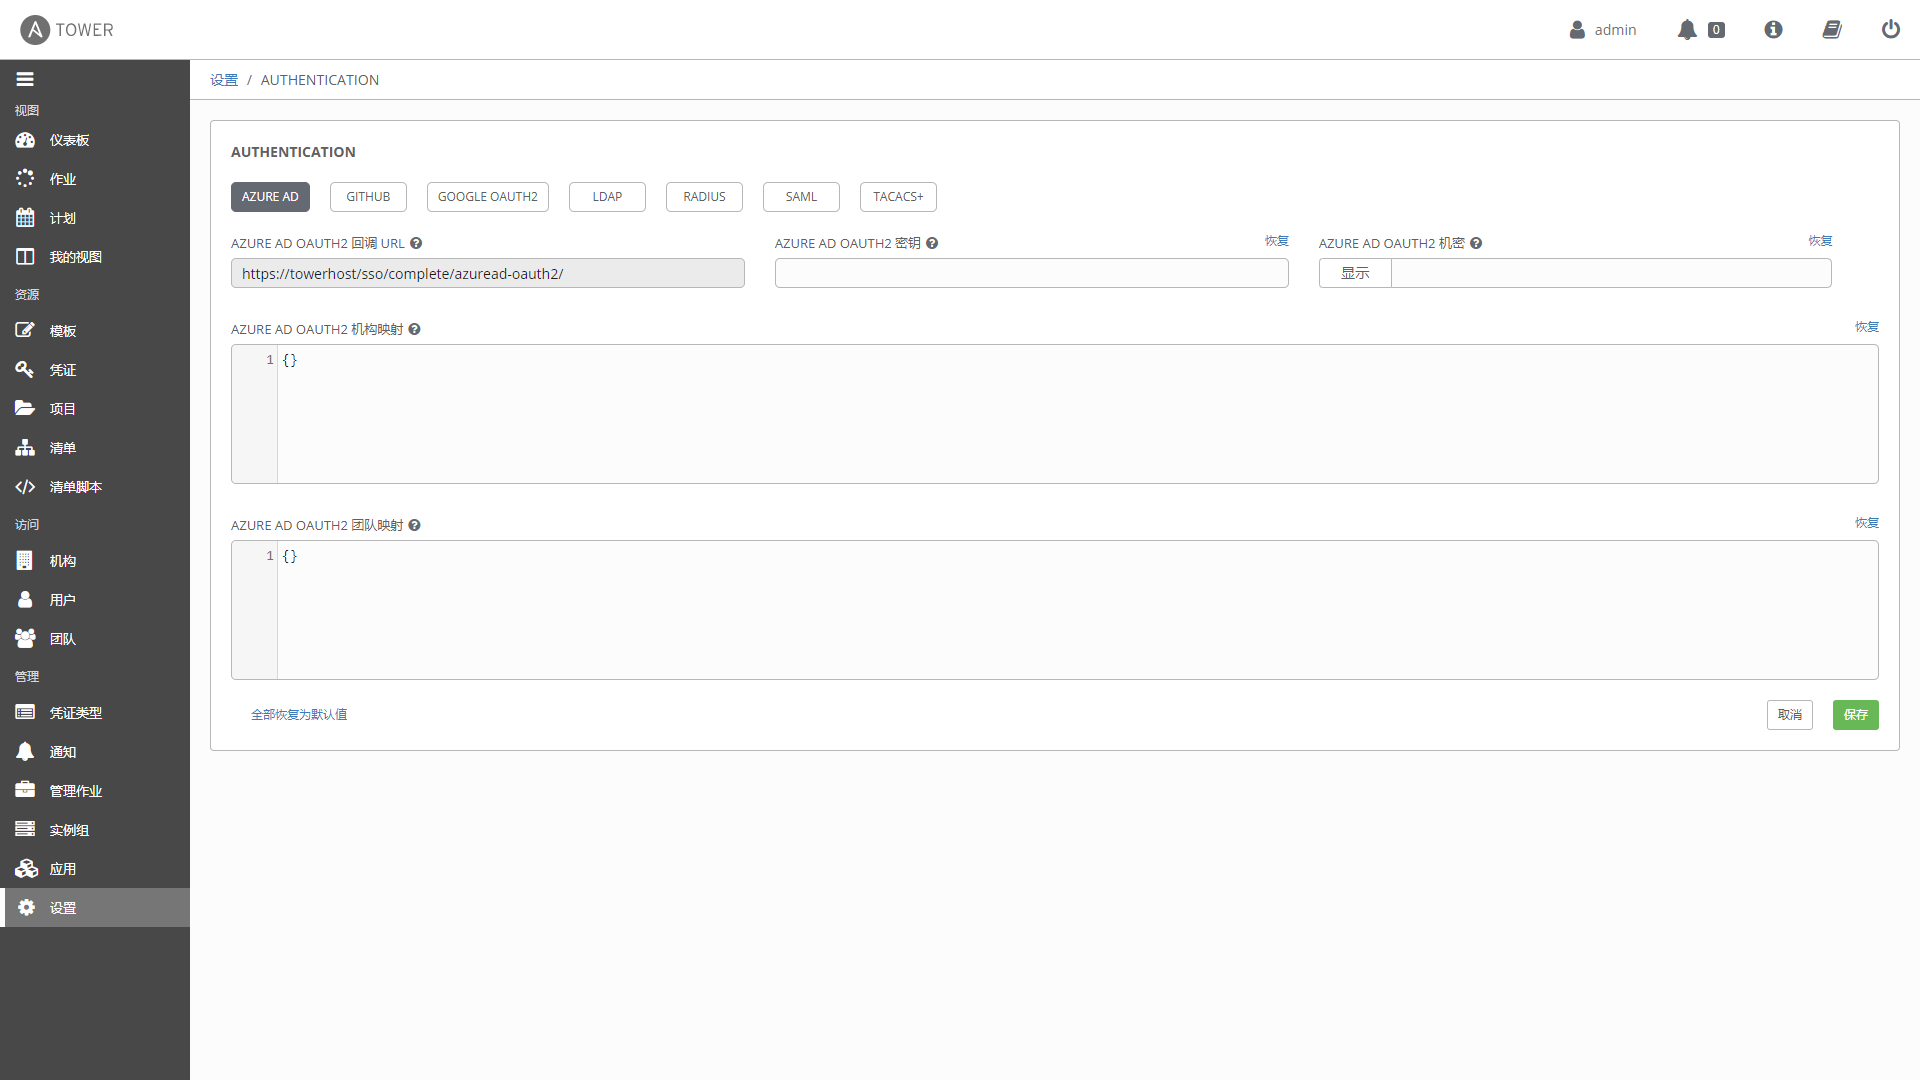 TOWER
admin
0
视图
仪表板
作业
计划
我的视图
资源
模板
凭证
项目
清单
清单脚本
访问
机构
用户
团队
管理
凭证类型
通知
管理作业
实例组
应用
设置
设置 / AUTHENTICATION
AUTHENTICATION
AZURE AD GITHUB GOOGLE OAUTH2 LDAP RADIUS SAML TACACS+
AZURE AD OAUTH2 回调 URL
https://towerhost/sso/complete/azuread-oauth2/
AZURE AD OAUTH2 密钥 恢复
AZURE AD OAUTH2 机密 恢复
显示
AZURE AD OAUTH2 机构映射 恢复
1 {}
AZURE AD OAUTH2 团队映射 恢复
1 {}
全部恢复为默认值 取消 保存